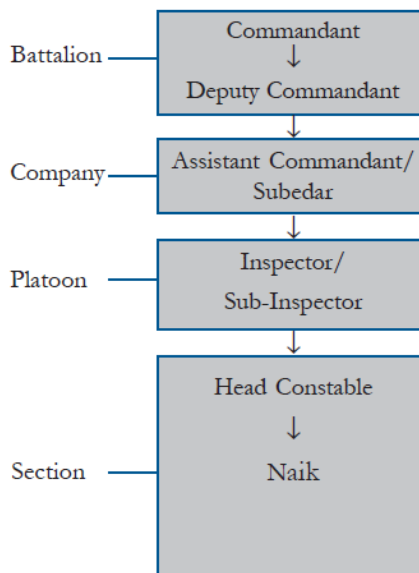 Commandant
↓
Battalion
Deputy Commandant
↓
Company
Assistant Commandant/
Subedar
↓
Platoon
Inspector/
Sub-Inspector
↓
Head Constable
↓
Section
Naik